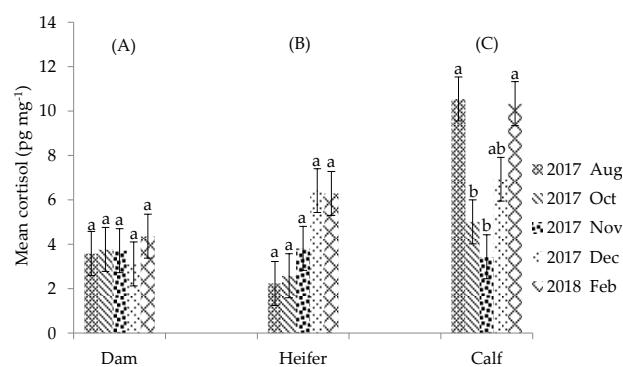 14
12
10
8
6
4
2
0
Mean cortisol (pg mg⁻¹)
(A)
(B)
(C)
a a a a a
a a a a a
a b b ab a
Dam
Heifer
Calf
2017 Aug
2017 Oct
2017 Nov
2017 Dec
2018 Feb